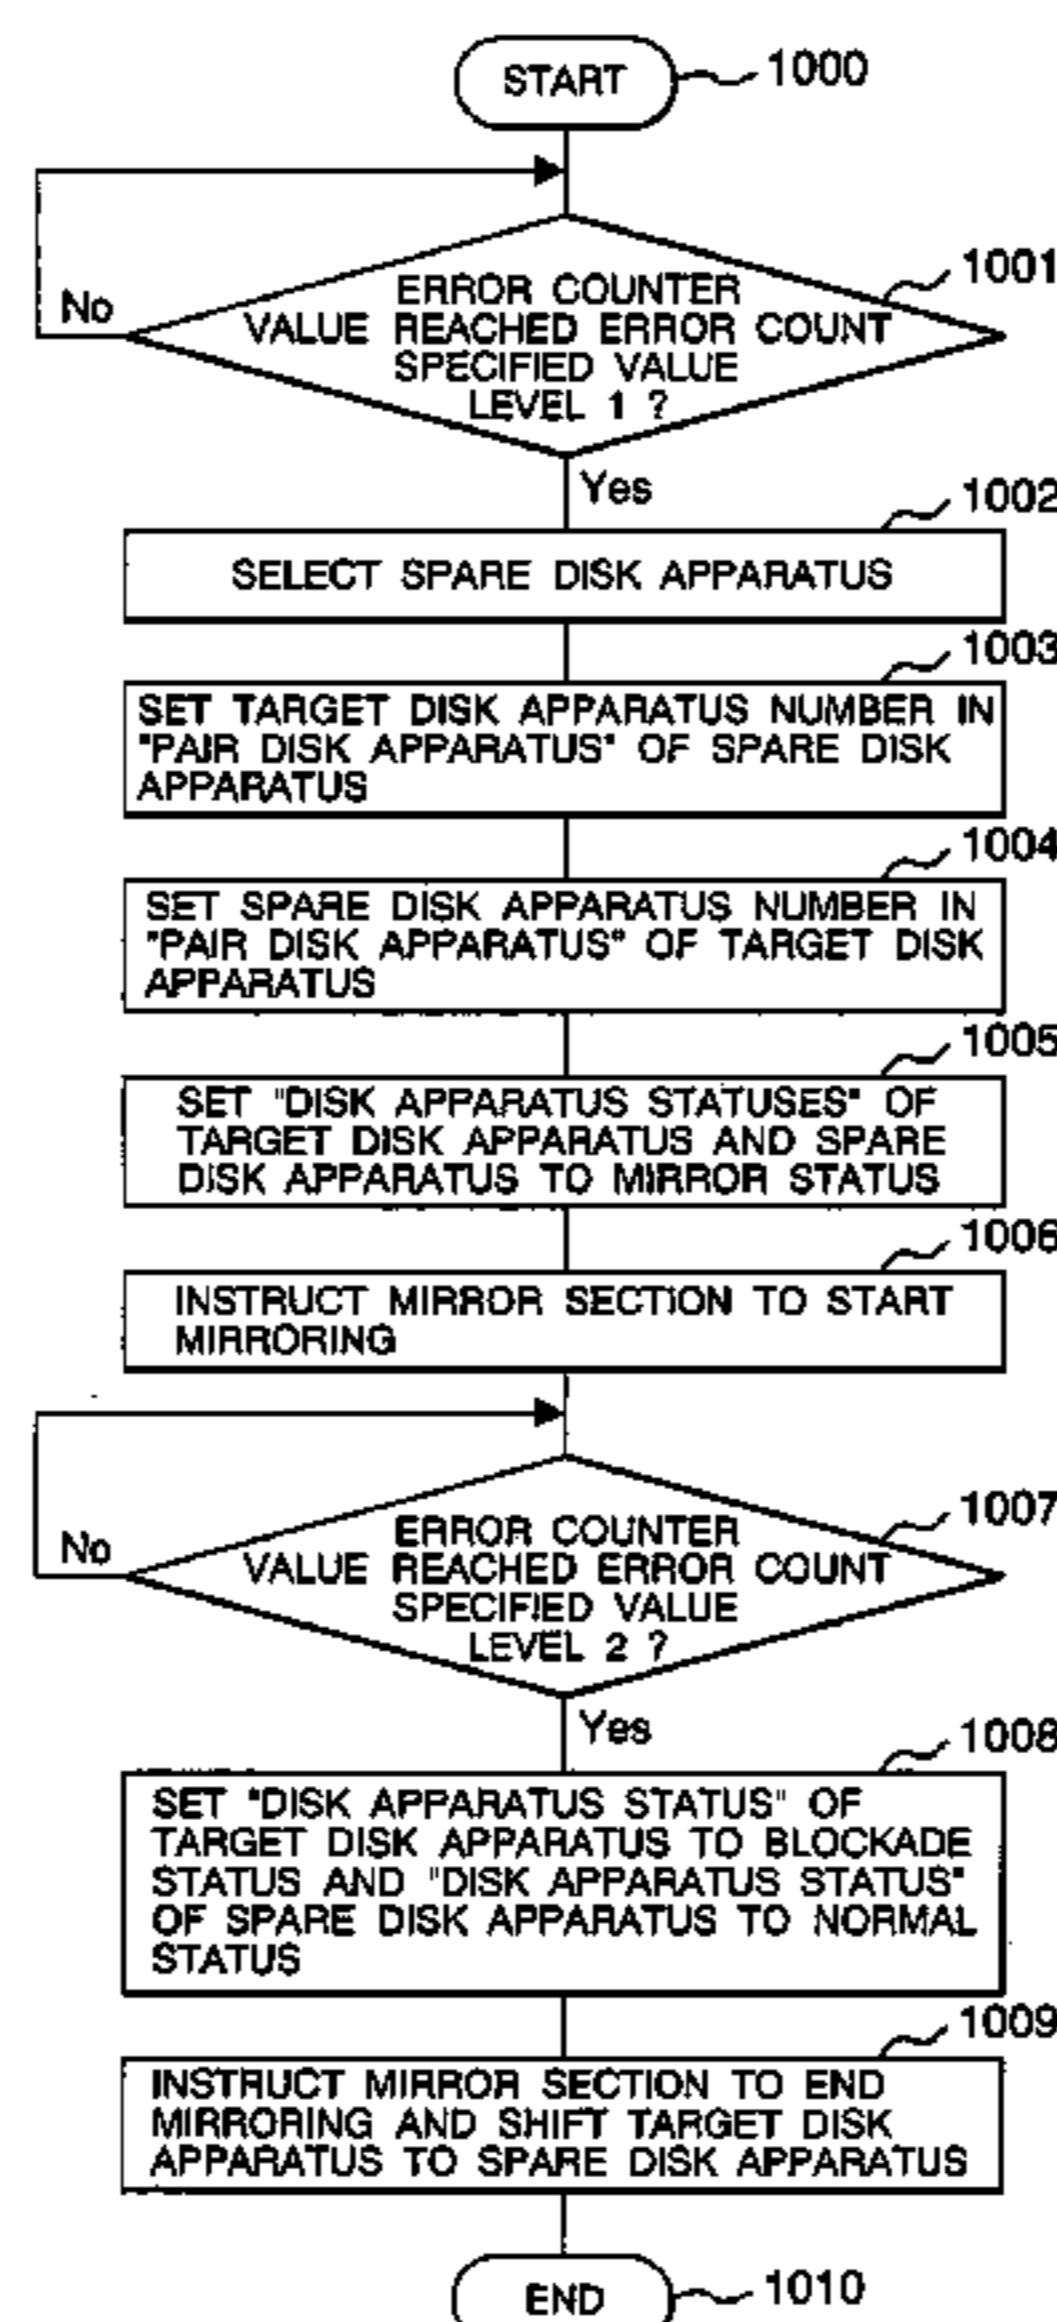 START
1000
1001
No
ERROR COUNTER
VALUE REACHED ERROR COUNT
SPECIFIED VALUE
LEVEL 1 ?
Yes
1002
SELECT SPARE DISK APPARATUS
1003
SET TARGET DISK APPARATUS NUMBER IN
"PAIR DISK APPARATUS" OF SPARE DISK
APPARATUS
1004
SET SPARE DISK APPARATUS NUMBER IN
"PAIR DISK APPARATUS" OF TARGET DISK
APPARATUS
1005
SET "DISK APPARATUS STATUSES" OF
TARGET DISK APPARATUS AND SPARE
DISK APPARATUS TO MIRROR STATUS
1006
INSTRUCT MIRROR SECTION TO START
MIRRORING
1007
No
ERROR COUNTER
VALUE REACHED ERROR COUNT
SPECIFIED VALUE
LEVEL 2 ?
Yes
1008
SET "DISK APPARATUS STATUS" OF
TARGET DISK APPARATUS TO BLOCKADE
STATUS AND "DISK APPARATUS STATUS"
OF SPARE DISK APPARATUS TO NORMAL
STATUS
1009
INSTRUCT MIRROR SECTION TO END
MIRRORING AND SHIFT TARGET DISK
APPARATUS TO SPARE DISK APPARATUS
END
1010